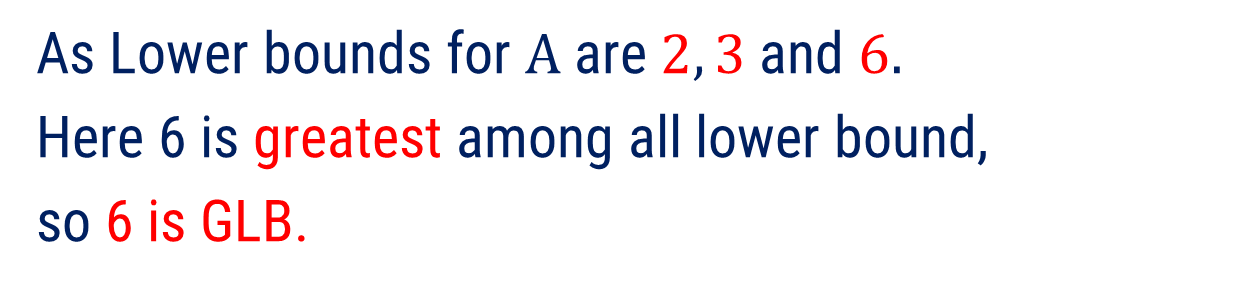 As Lower bounds for A are 2, 3 and 6.
Here 6 is greatest among all lower bound,
so 6 is GLB.